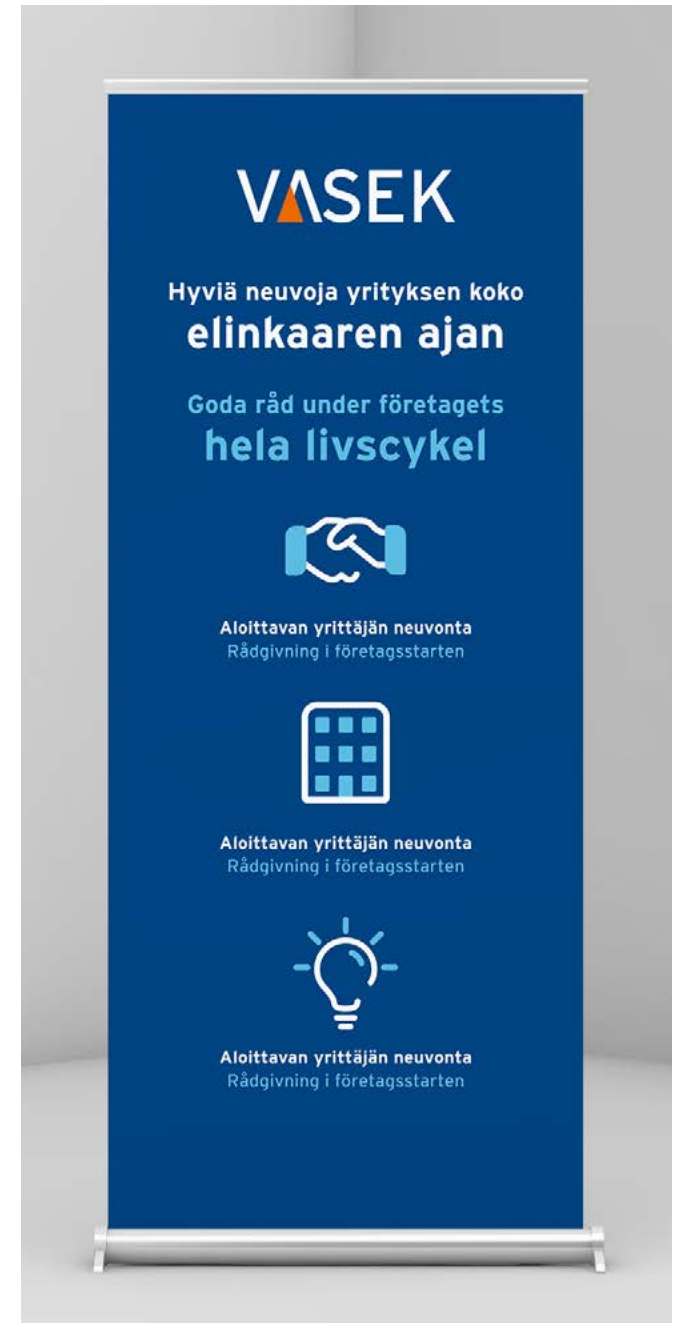 VASEK
Hyviä neuvoja yrityksen koko
elinkaaren ajan
Goda råd under företagets
hela livscykel
Aloittavan yrittäjän neuvonta
Rådgivning i företagsstarten
Aloittavan yrittäjän neuvonta
Rådgivning i företagsstarten
Aloittavan yrittäjän neuvonta
Rådgivning i företagsstarten